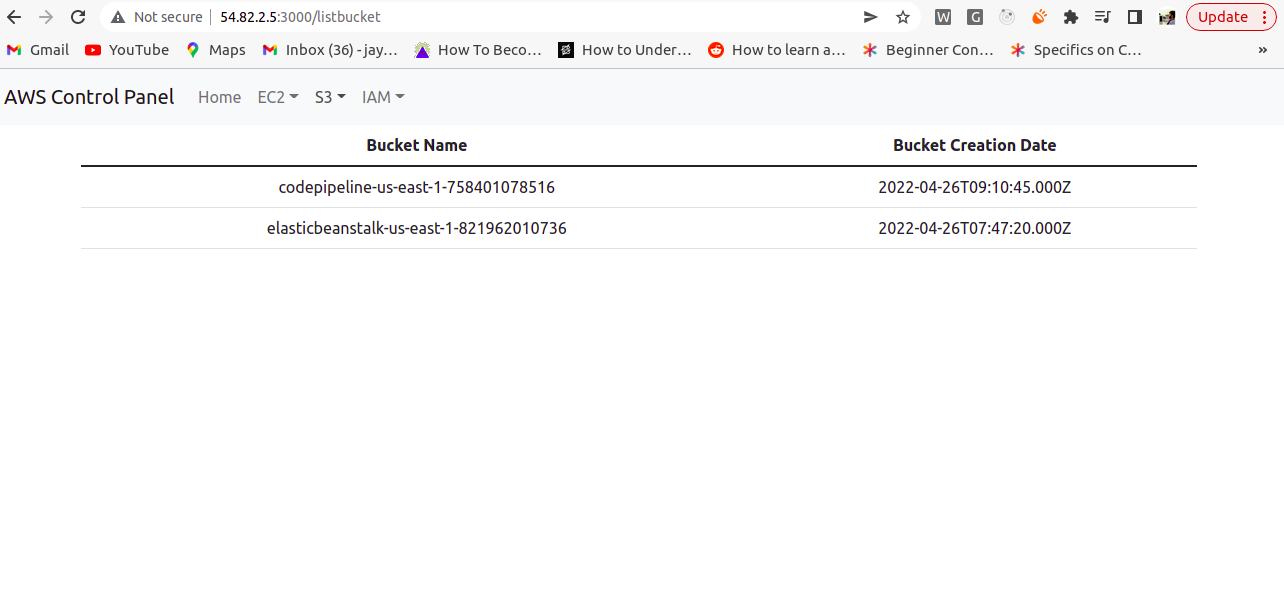 Not secure 54.82.2.5:3000/listbucket W G Update
Gmail YouTube Maps Inbox (36) - jay... How To Beco... How to Under... How to learn a... Beginner Con... Specifics on C... »
AWS Control Panel Home EC2 S3 IAM
Bucket Name Bucket Creation Date
codepipeline-us-east-1-758401078516 2022-04-26T09:10:45.000Z
elasticbeanstalk-us-east-1-821962010736 2022-04-26T07:47:20.000Z